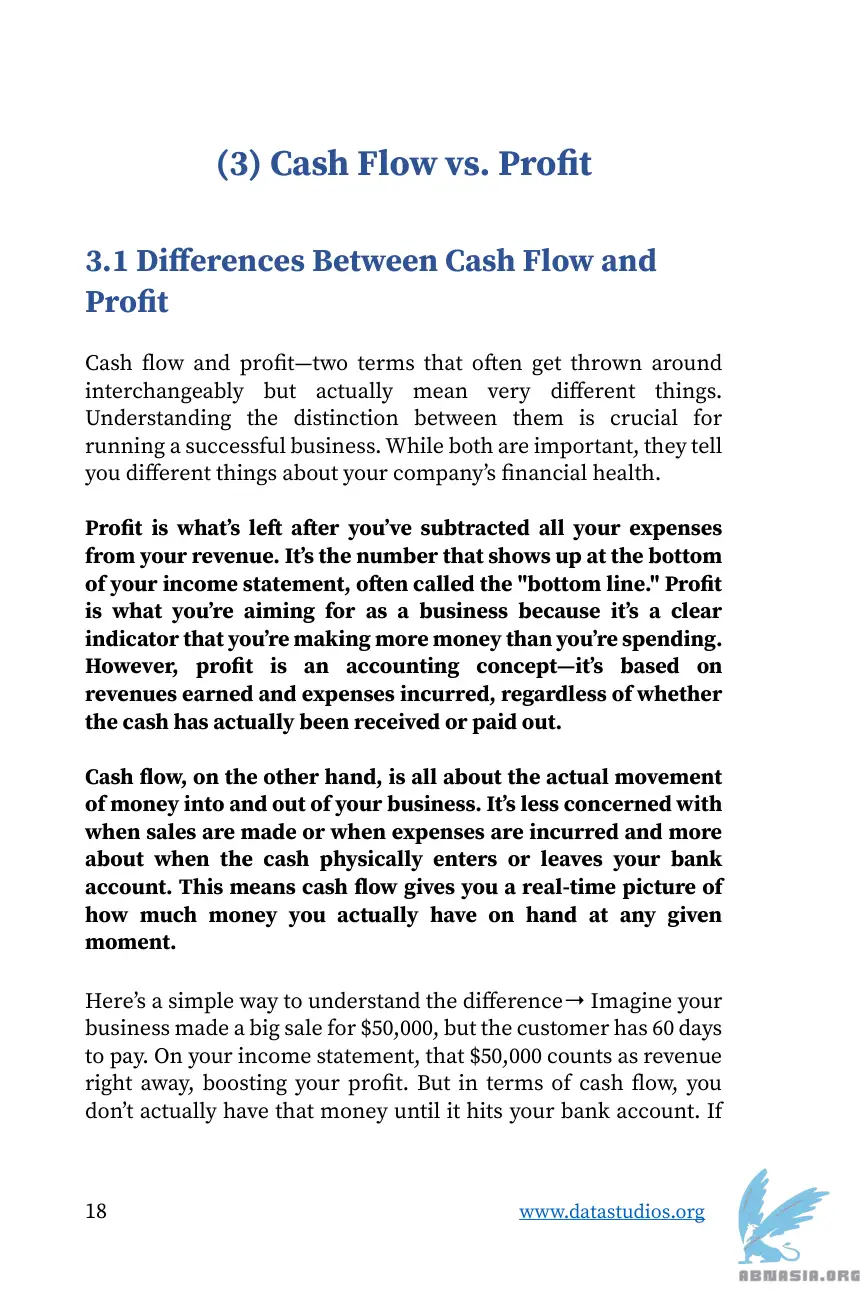 (3) Cash Flow vs. Profit
3.1 Differences Between Cash Flow and
Profit
Cash flow and profit—two terms that often get thrown around
interchangeably but actually mean very different things.
Understanding the distinction between them is crucial for
running a successful business. While both are important, they tell
you different things about your company’s financial health.
Profit is what’s left after you’ve subtracted all your expenses
from your revenue. It’s the number that shows up at the bottom
of your income statement, often called the "bottom line." Profit
is what you’re aiming for as a business because it’s a clear
indicator that you’re making more money than you’re spending.
However, profit is an accounting concept—it’s based on
revenues earned and expenses incurred, regardless of whether
the cash has actually been received or paid out.
Cash flow, on the other hand, is all about the actual movement
of money into and out of your business. It’s less concerned with
when sales are made or when expenses are incurred and more
about when the cash physically enters or leaves your bank
account. This means cash flow gives you a real-time picture of
how much money you actually have on hand at any given
moment.
Here’s a simple way to understand the difference→ Imagine your
business made a big sale for $50,000, but the customer has 60 days
to pay. On your income statement, that $50,000 counts as revenue
right away, boosting your profit. But in terms of cash flow, you
don’t actually have that money until it hits your bank account. If
18 www.datastudios.org
ABNASIA.ORG